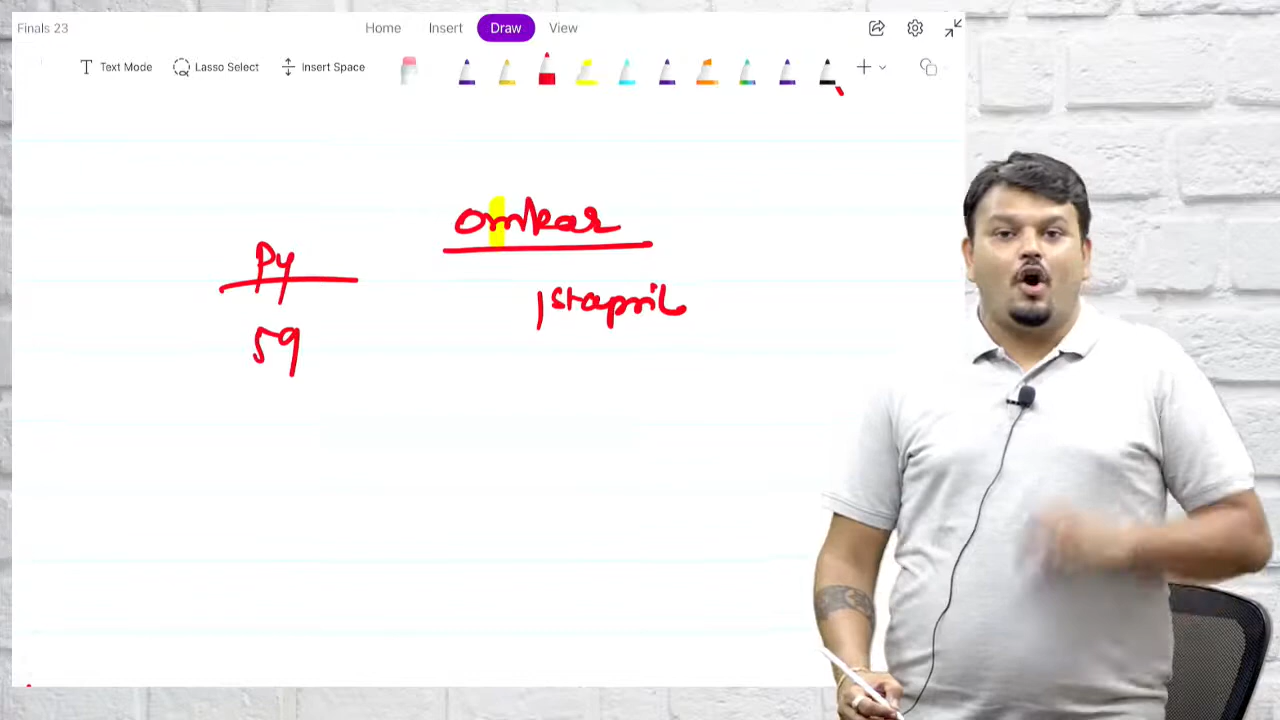 Finals 23
Home Insert Draw View
Text Mode Lasso Select Insert Space
omkar
Py
1st april
59